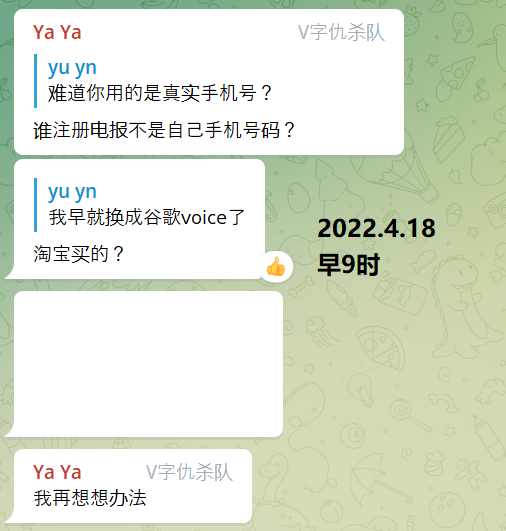 Ya Ya V字仇杀队
yu yn
难道你用的是真实手机号？
谁注册电报不是自己手机号码？
yu yn
我早就换成谷歌voice了
淘宝买的？
2022.4.18
早9时
Ya Ya V字仇杀队
我再想想办法